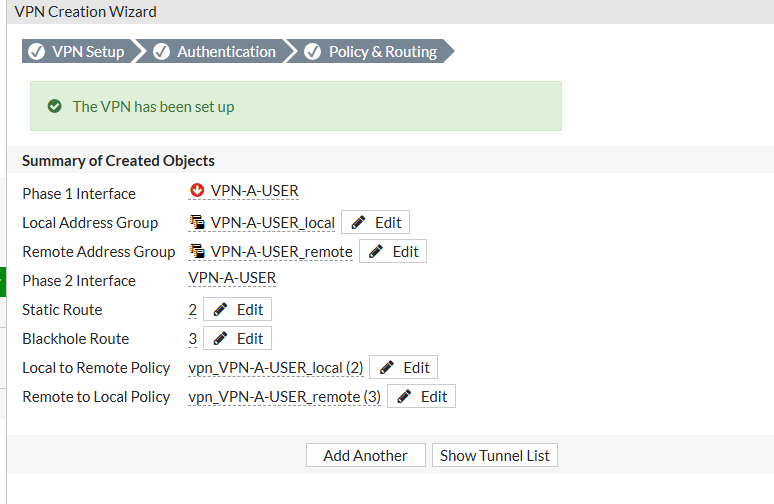 VPN Creation Wizard
VPN Setup Authentication Policy & Routing
The VPN has been set up
Summary of Created Objects
Phase 1 Interface VPN-A-USER
Local Address Group VPN-A-USER_local Edit
Remote Address Group VPN-A-USER_remote Edit
Phase 2 Interface VPN-A-USER
Static Route 2 Edit
Blackhole Route 3 Edit
Local to Remote Policy vpn_VPN-A-USER_local (2) Edit
Remote to Local Policy vpn_VPN-A-USER_remote (3) Edit
Add Another Show Tunnel List